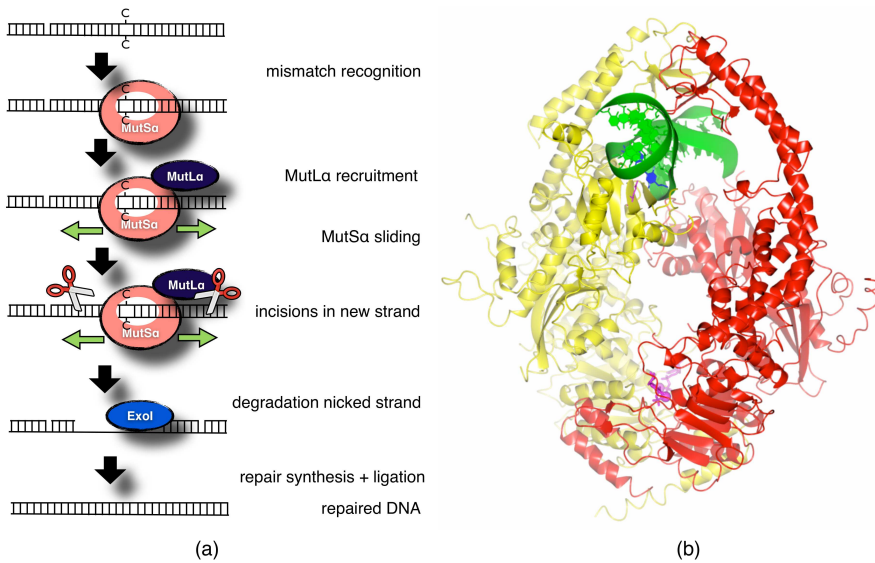 C
C
mismatch recognition
C
C
MutSα
MutLα recruitment
MutLα
C
C
MutSα
MutSα sliding
MutLα
C
C
MutSα
incisions in new strand
degradation nicked strand
ExoI
repair synthesis + ligation
repaired DNA
(a)
(b)